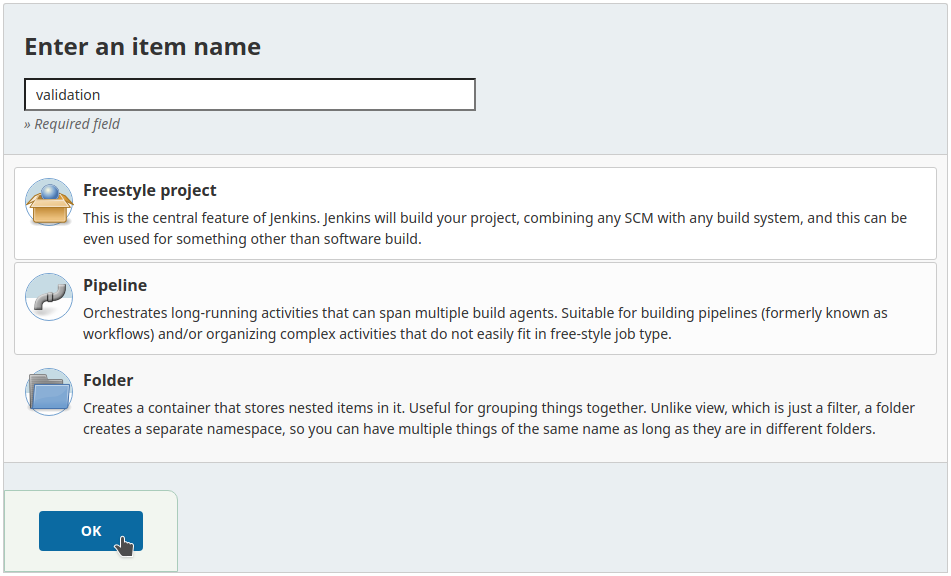 Enter an item name
validation
» Required field
Freestyle project
This is the central feature of Jenkins. Jenkins will build your project, combining any SCM with any build system, and this can be
even used for something other than software build.
Pipeline
Orchestrates long-running activities that can span multiple build agents. Suitable for building pipelines (formerly known as
workflows) and/or organizing complex activities that do not easily fit in free-style job type.
Folder
Creates a container that stores nested items in it. Useful for grouping things together. Unlike view, which is just a filter, a folder
creates a separate namespace, so you can have multiple things of the same name as long as they are in different folders.
OK